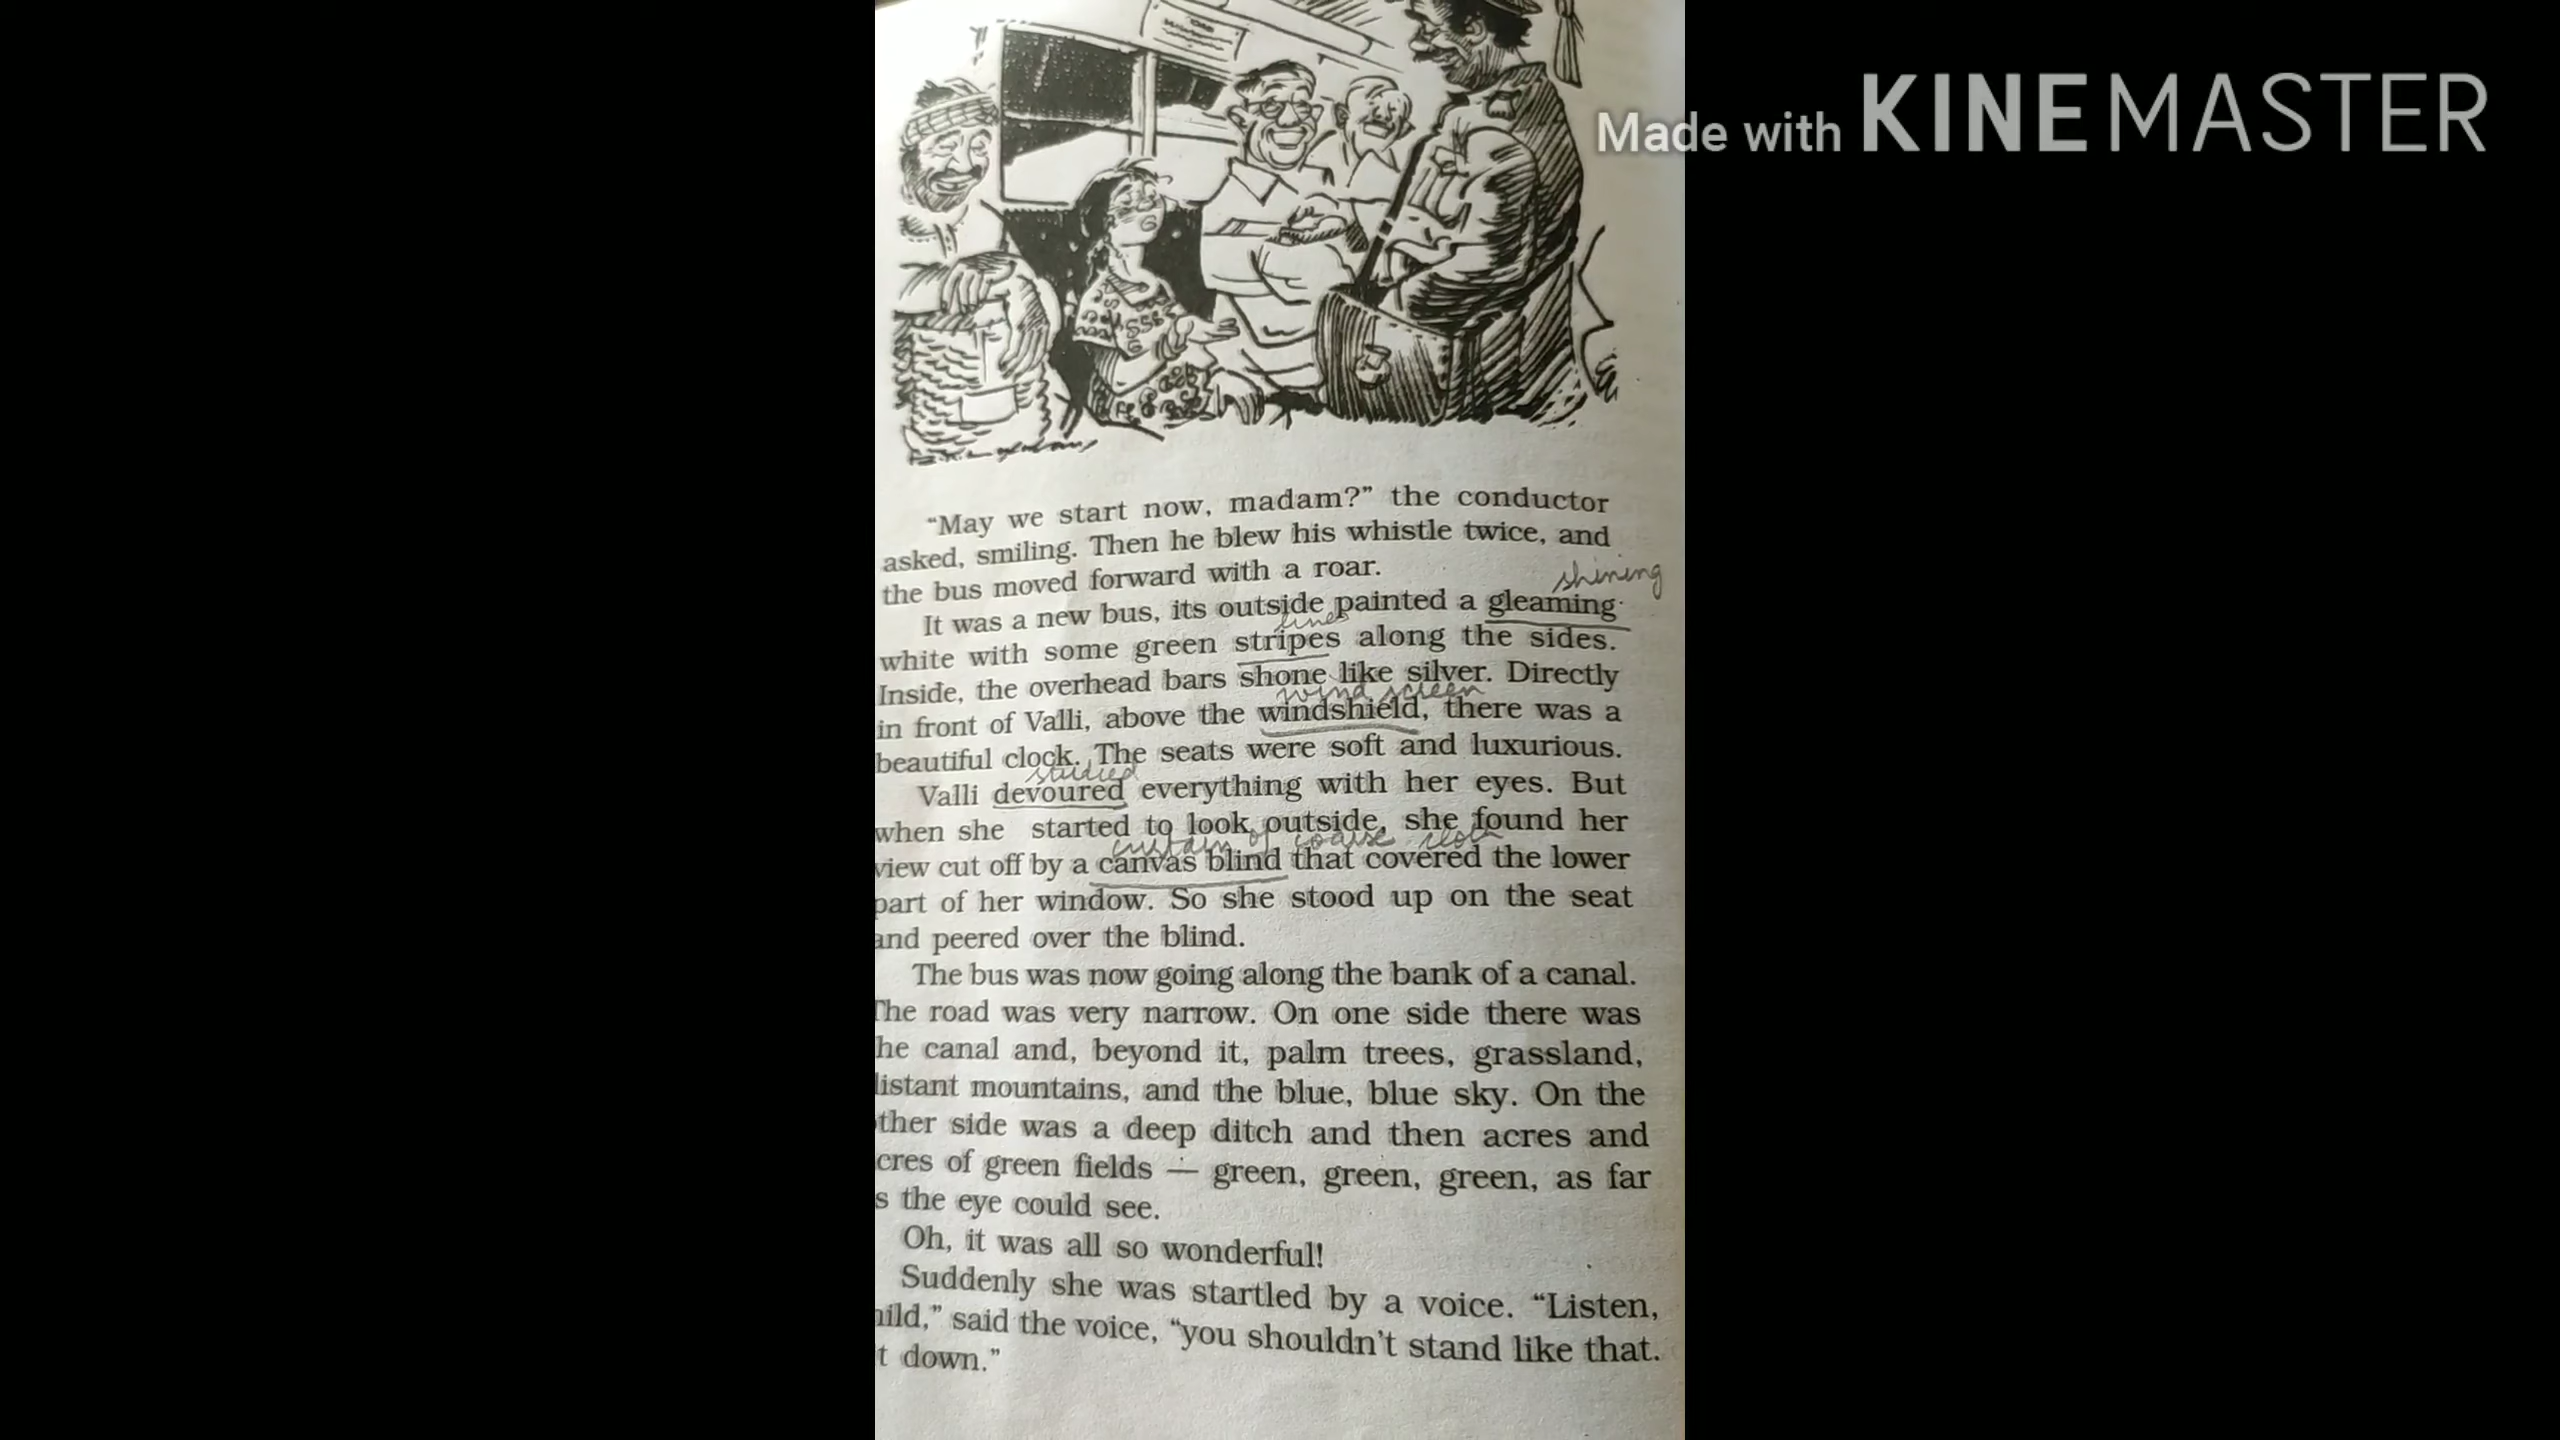 Made with KINEMASTER
“May we start now, madam?” the conductor
asked, smiling. Then he blew his whistle twice, and
the bus moved forward with a roar.
shining
It was a new bus, its outside painted a gleaming
lines
white with some green stripes along the sides.
Inside, the overhead bars shone like silver. Directly
wind screen
in front of Valli, above the windshield, there was a
beautiful clock. The seats were soft and luxurious.
studied
Valli devoured everything with her eyes. But
when she started to look outside, she found her
curtain of coarse cloth
view cut off by a canvas blind that covered the lower
part of her window. So she stood up on the seat
and peered over the blind.
The bus was now going along the bank of a canal.
The road was very narrow. On one side there was
he canal and, beyond it, palm trees, grassland,
listant mountains, and the blue, blue sky. On the
ther side was a deep ditch and then acres and
cres of green fields — green, green, green, as far
s the eye could see.
Oh, it was all so wonderful!
Suddenly she was startled by a voice. “Listen,
hild,” said the voice, “you shouldn’t stand like that.
t down.”